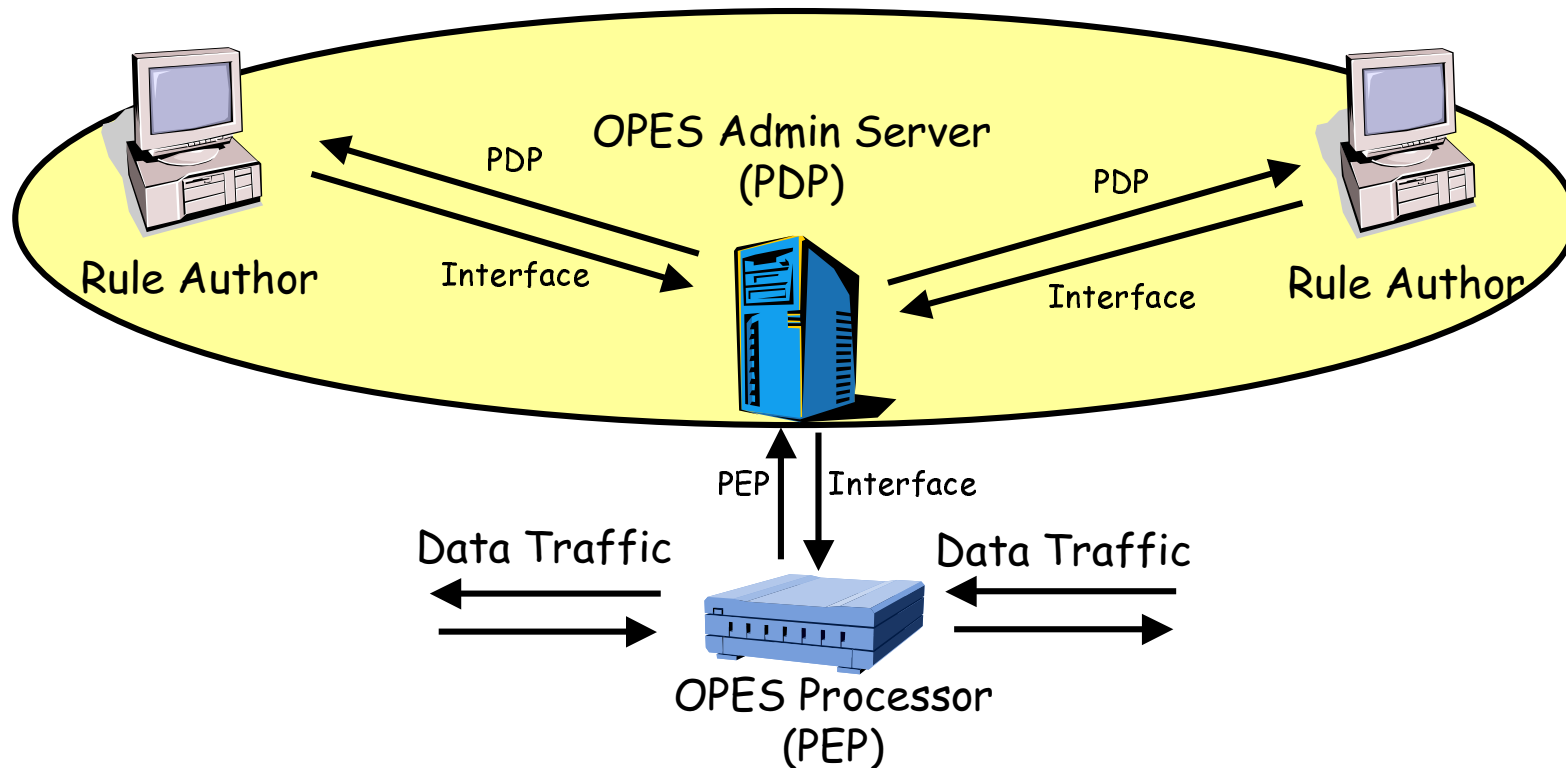 OPES Admin Server
(PDP)
PDP
PDP
Rule Author
Interface
Interface
Rule Author
PEP
Interface
Data Traffic
Data Traffic
OPES Processor
(PEP)